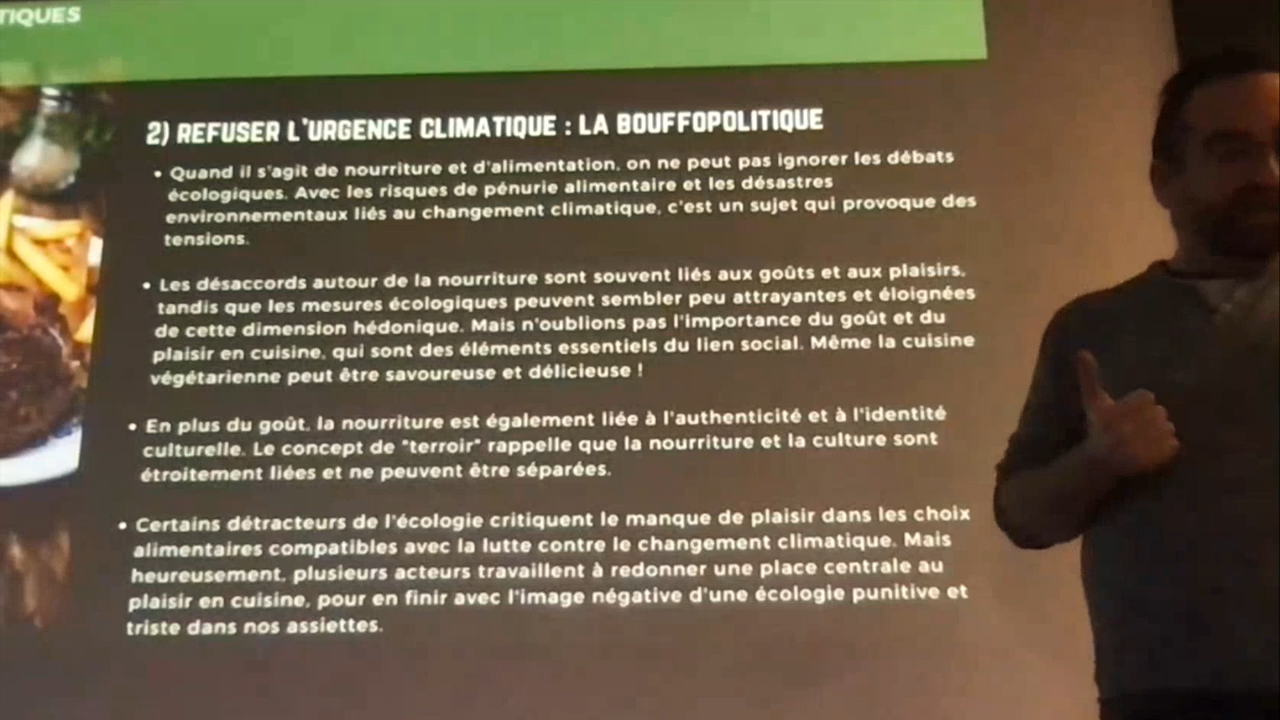 TIQUES
2) REFUSER L'URGENCE CLIMATIQUE : LA BOUFFOPOLITIQUE
• Quand il s'agit de nourriture et d'alimentation, on ne peut pas ignorer les débats
écologiques. Avec les risques de pénurie alimentaire et les désastres
environnementaux liés au changement climatique, c'est un sujet qui provoque des
tensions.
• Les désaccords autour de la nourriture sont souvent liés aux goûts et aux plaisirs,
tandis que les mesures écologiques peuvent sembler peu attrayantes et éloignées
de cette dimension hédonique. Mais n'oublions pas l'importance du goût et du
plaisir en cuisine, qui sont des éléments essentiels du lien social. Même la cuisine
végétarienne peut être savoureuse et délicieuse !
• En plus du goût, la nourriture est également liée à l'authenticité et à l'identité
culturelle. Le concept de "terroir" rappelle que la nourriture et la culture sont
étroitement liées et ne peuvent être séparées.
• Certains détracteurs de l'écologie critiquent le manque de plaisir dans les choix
alimentaires compatibles avec la lutte contre le changement climatique. Mais
heureusement, plusieurs acteurs travaillent à redonner une place centrale au
plaisir en cuisine, pour en finir avec l'image négative d'une écologie punitive et
triste dans nos assiettes.